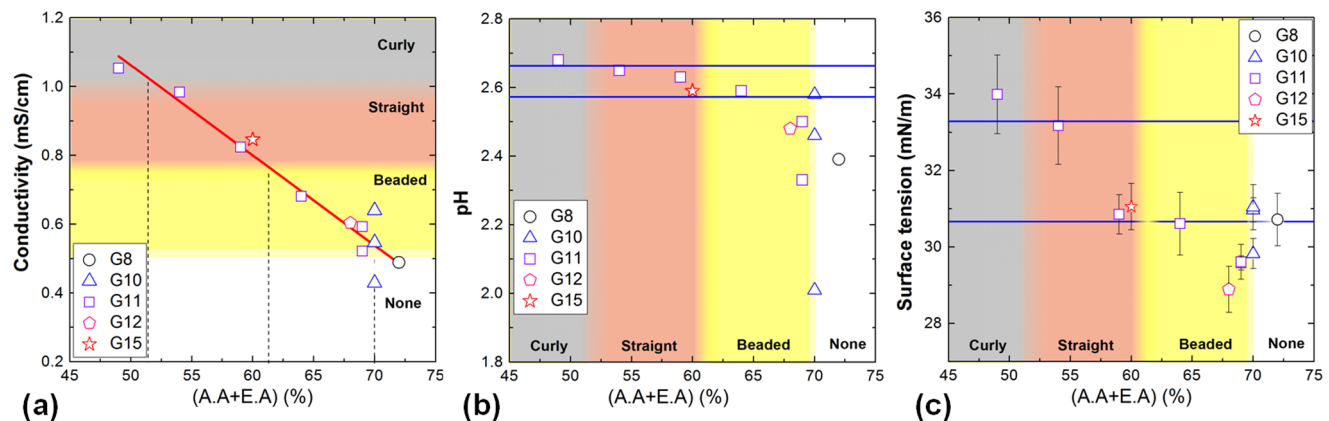 Conductivity (mS/cm)
1.2
1.0
0.8
0.6
0.4
0.2
Curly
Straight
Beaded
None
G8
G10
G11
G12
G15
45 50 55 60 65 70 75
(A.A+E.A) (%)
(a)
pH
2.8
2.6
2.4
2.2
2.0
1.8
G8
G10
G11
G12
G15
Curly Straignt Beaded None
45 50 55 60 65 70 75
(A.A+E.A) (%)
(b)
Surface tension (mN/m)
36
34
32
30
28
26
G8
G10
G11
G12
G15
Curly Straight Beaded None
45 50 55 60 65 70 75
(A.A+E.A) (%)
(c)